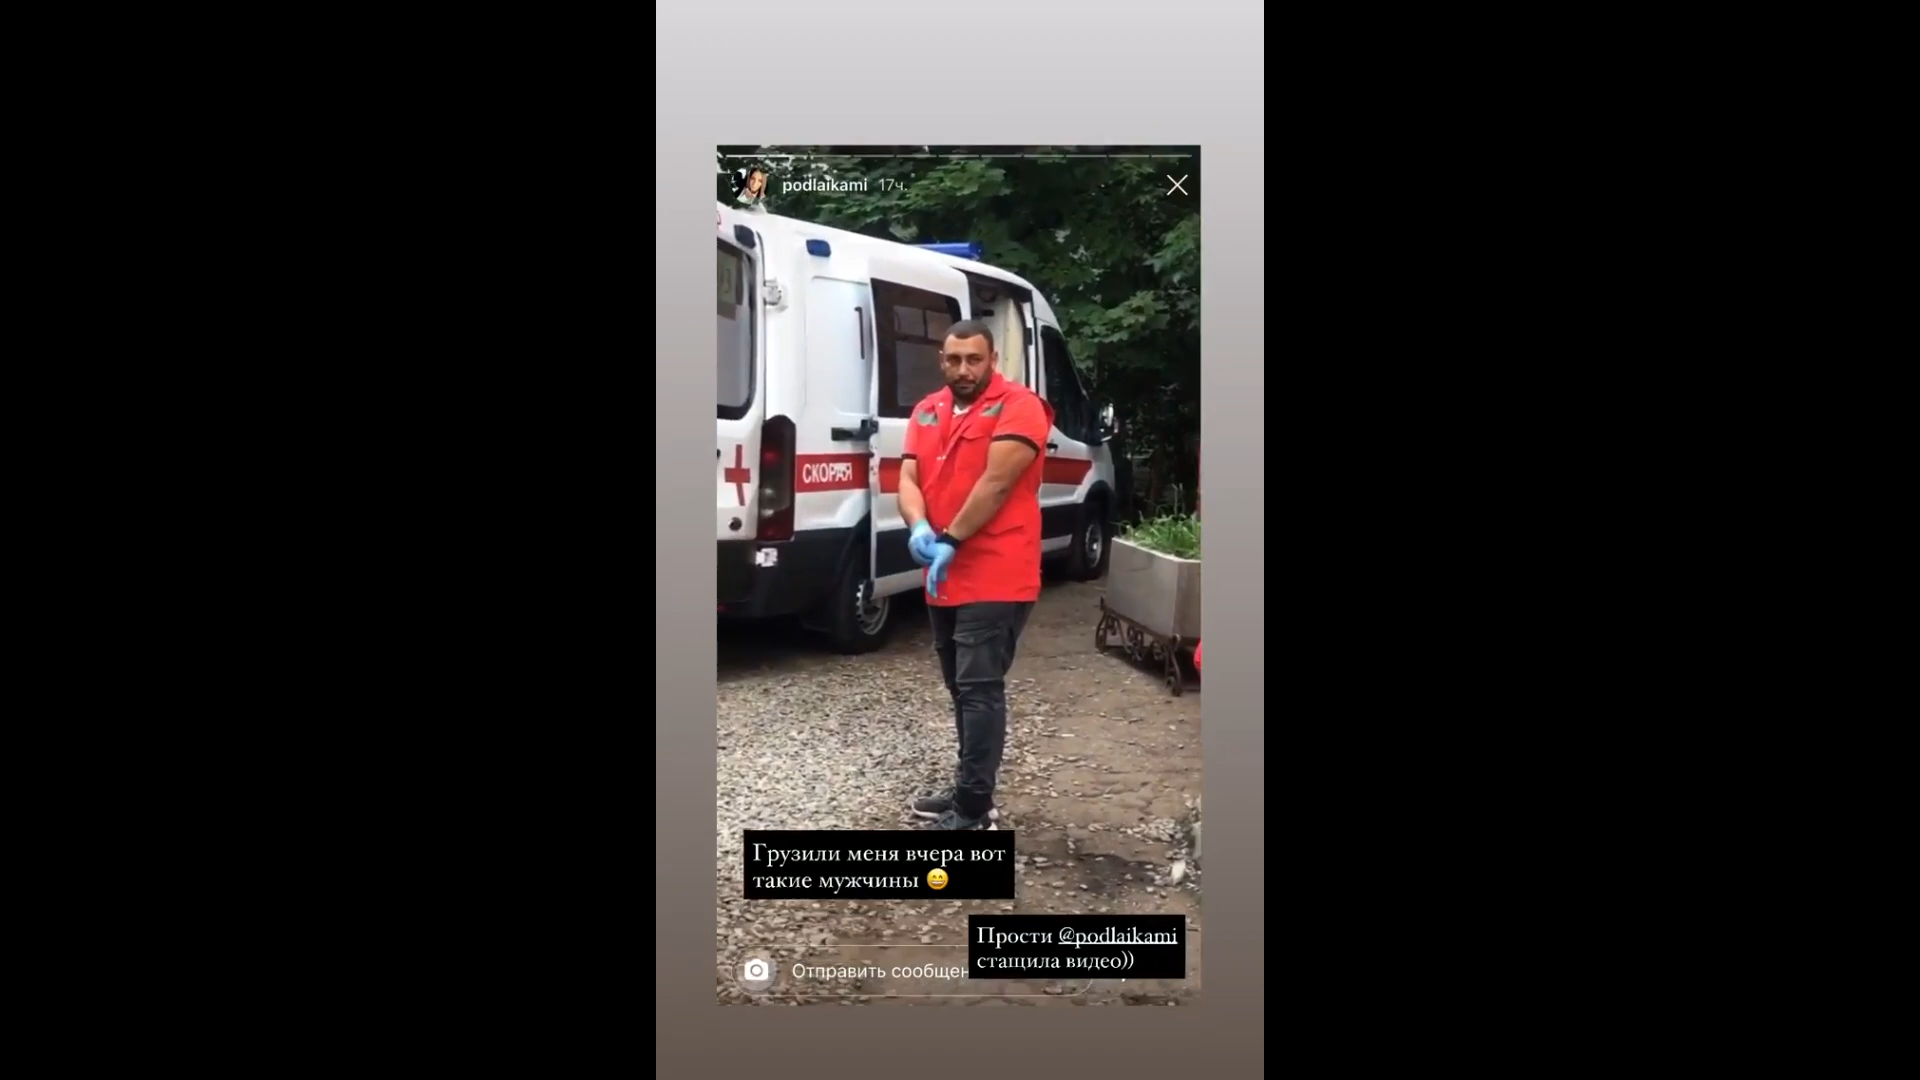 podlaikami 17ч.
СКОРАЯ
Грузили меня вчера вот
такие мужчины 😄
Прости @podlaikami
стащила видео))
Отправить сообщен